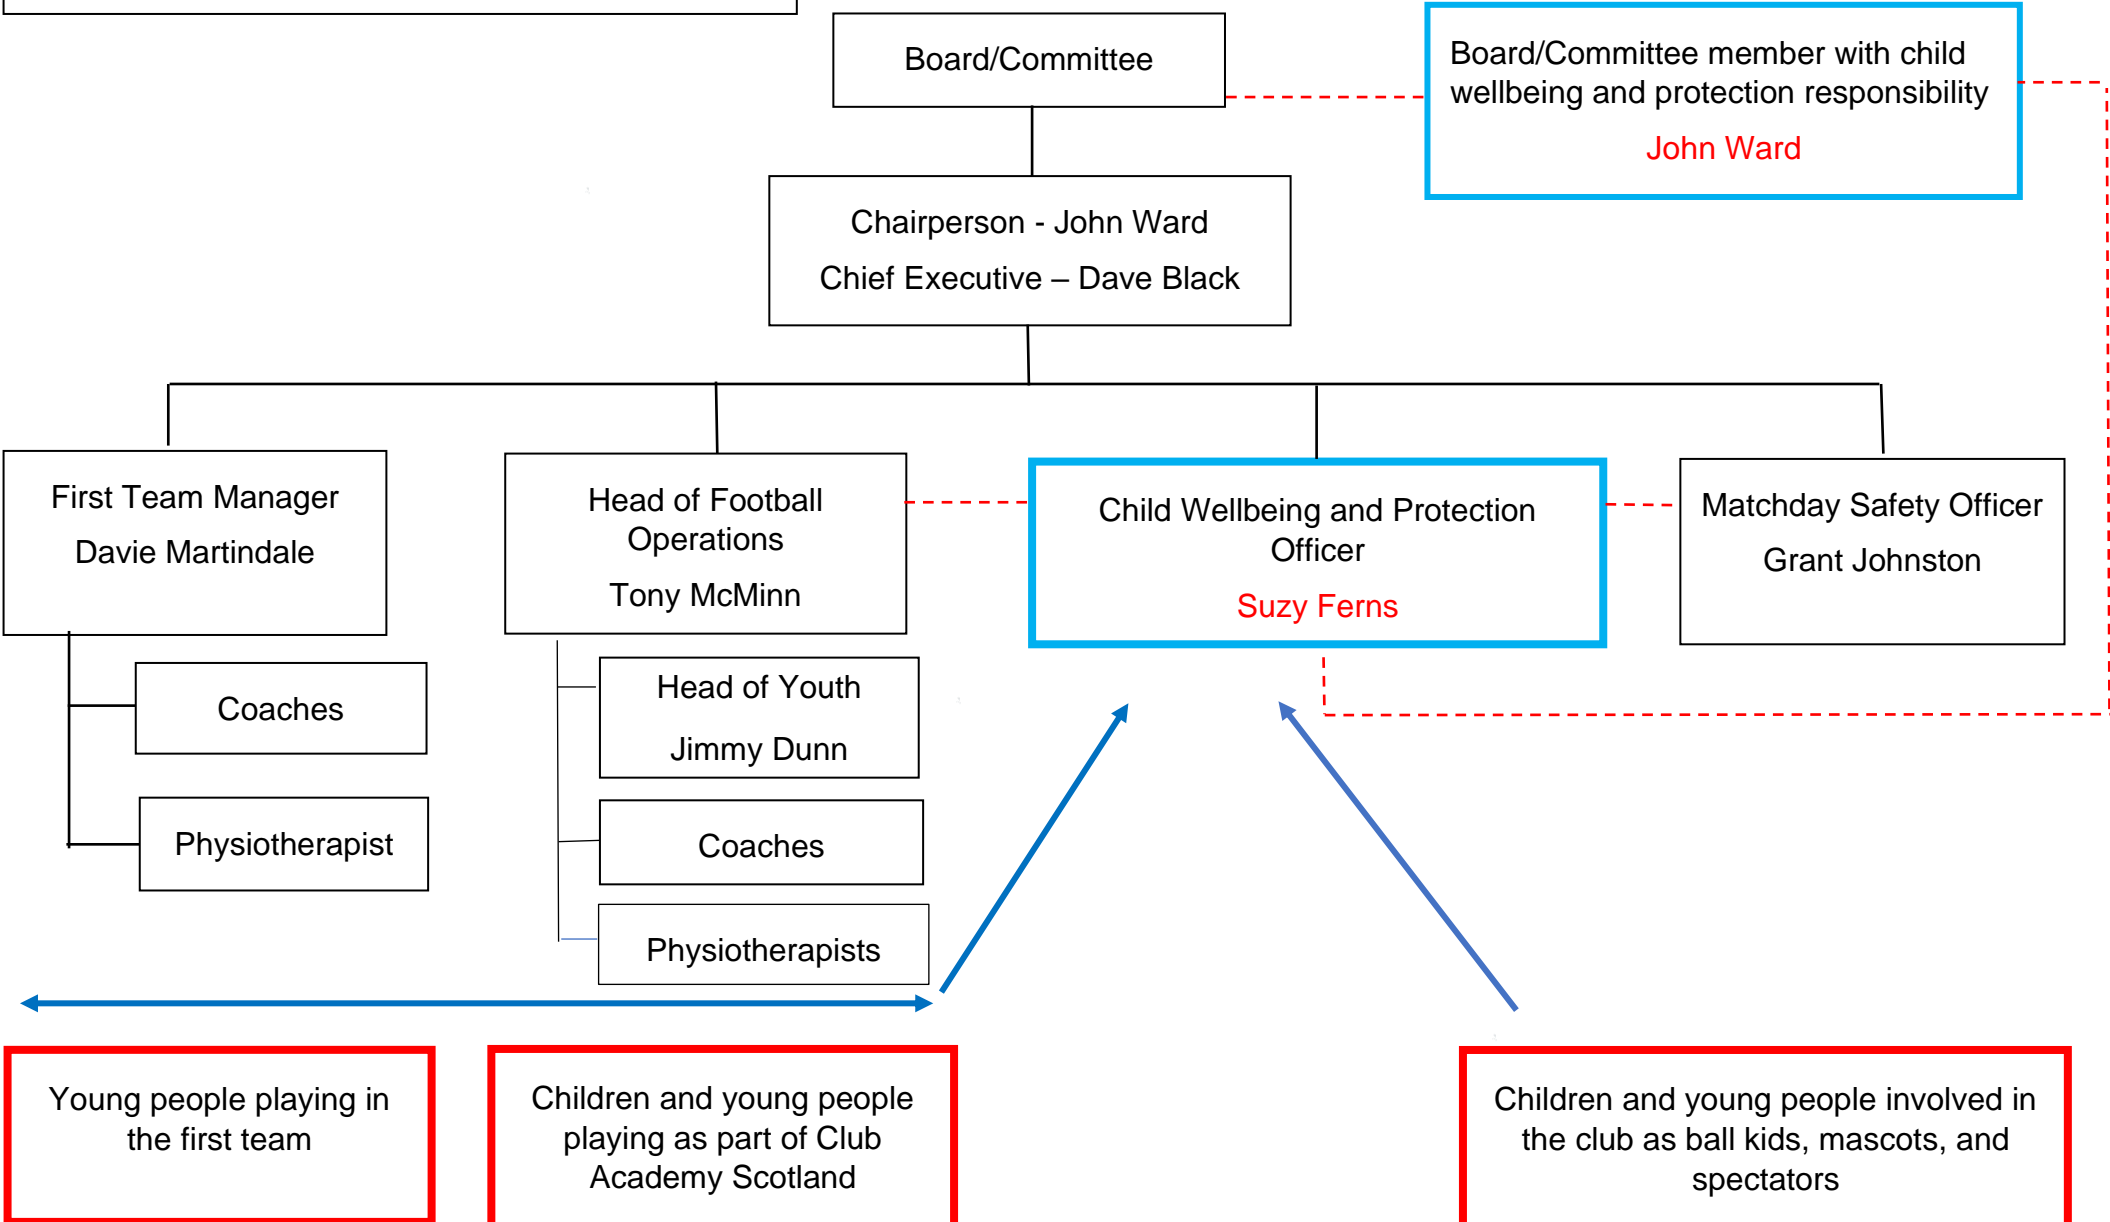 Board/Committee
Board/Committee member with child
wellbeing and protection responsibility
John Ward
Chairperson - John Ward
Chief Executive – Dave Black
First Team Manager
Davie Martindale
Head of Football
Operations
Tony McMinn
Child Wellbeing and Protection
Officer
Suzy Ferns
Matchday Safety Officer
Grant Johnston
Coaches
Physiotherapist
Head of Youth
Jimmy Dunn
Coaches
Physiotherapists
Young people playing in
the first team
Children and young people
playing as part of Club
Academy Scotland
Children and young people involved in
the club as ball kids, mascots, and
spectators